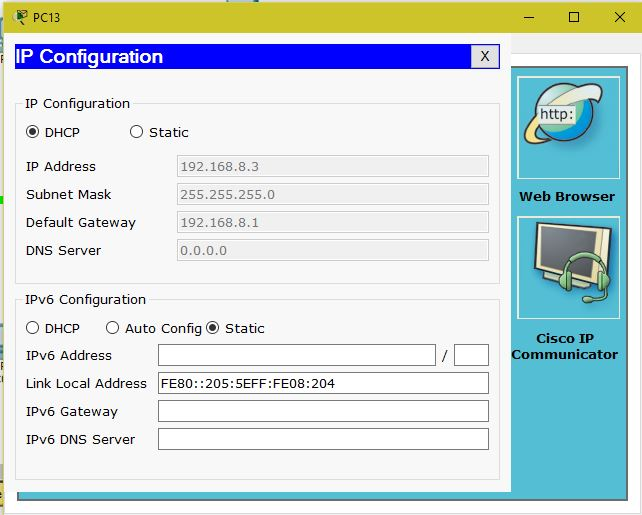 PC13
IP Configuration
X
IP Configuration
DHCP Static
IP Address 192.168.8.3
Subnet Mask 255.255.255.0
Default Gateway 192.168.8.1
DNS Server 0.0.0.0
IPv6 Configuration
DHCP Auto Config Static
IPv6 Address /
Link Local Address FE80::205:5EFF:FE08:204
IPv6 Gateway
IPv6 DNS Server
http:
Web Browser
Cisco IP
Communicator